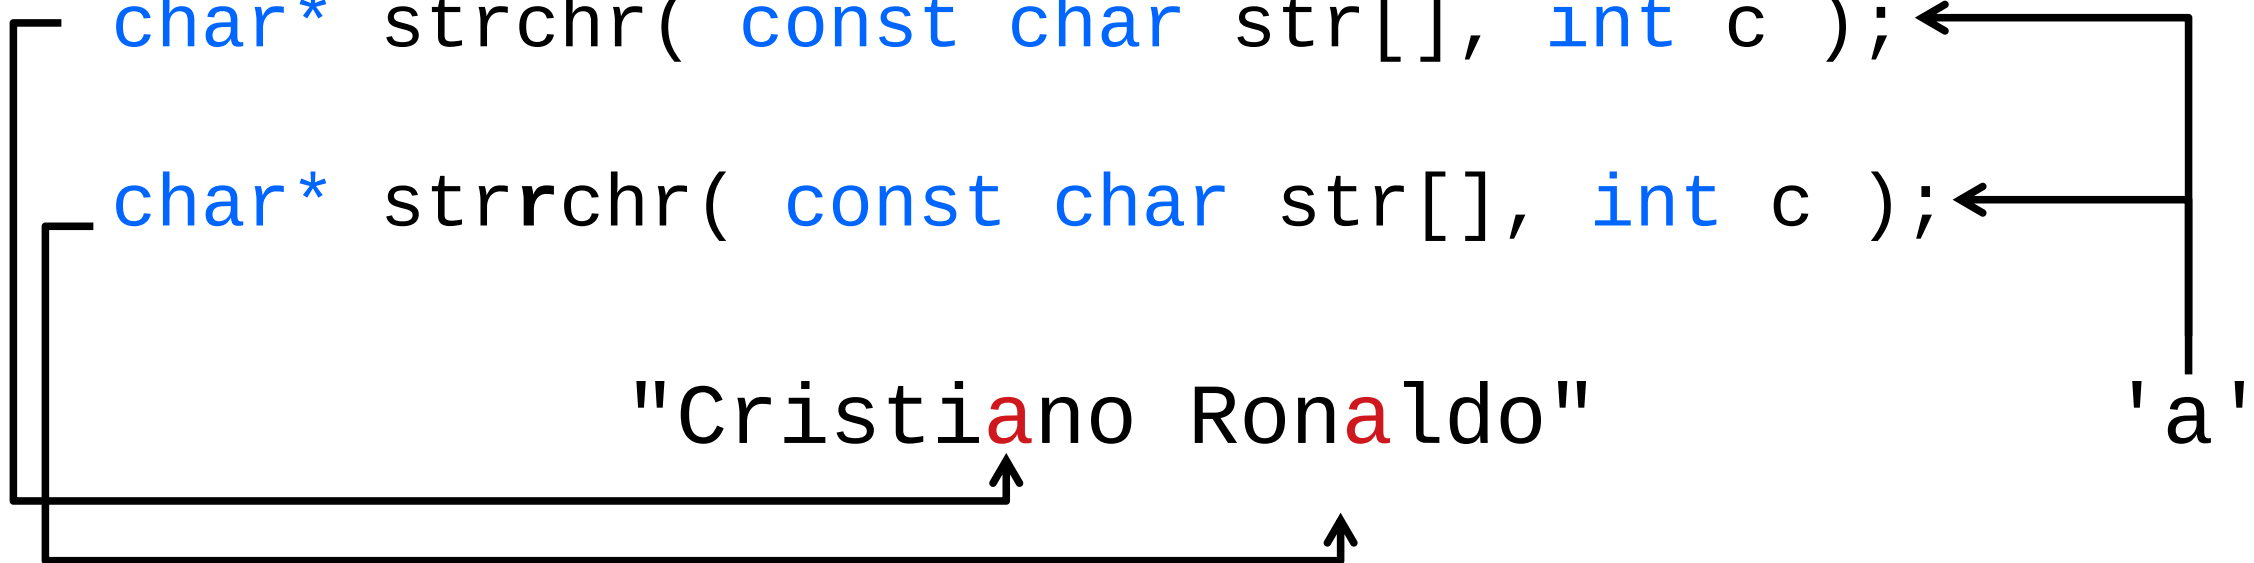 char* strchr( const char str[], int c );
char* strrchr( const char str[], int c );
"Cristiano Ronaldo" 'a'